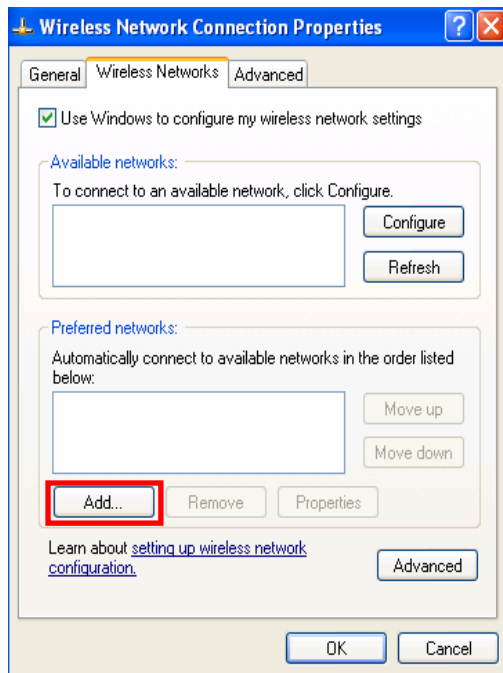 Wireless Network Connection Properties
General Wireless Networks Advanced
Use Windows to configure my wireless network settings
Available networks:
To connect to an available network, click Configure.
Configure
Refresh
Preferred networks:
Automatically connect to available networks in the order listed
below:
Move up
Move down
Add... Remove Properties
Learn about setting up wireless network
configuration.
Advanced
OK Cancel